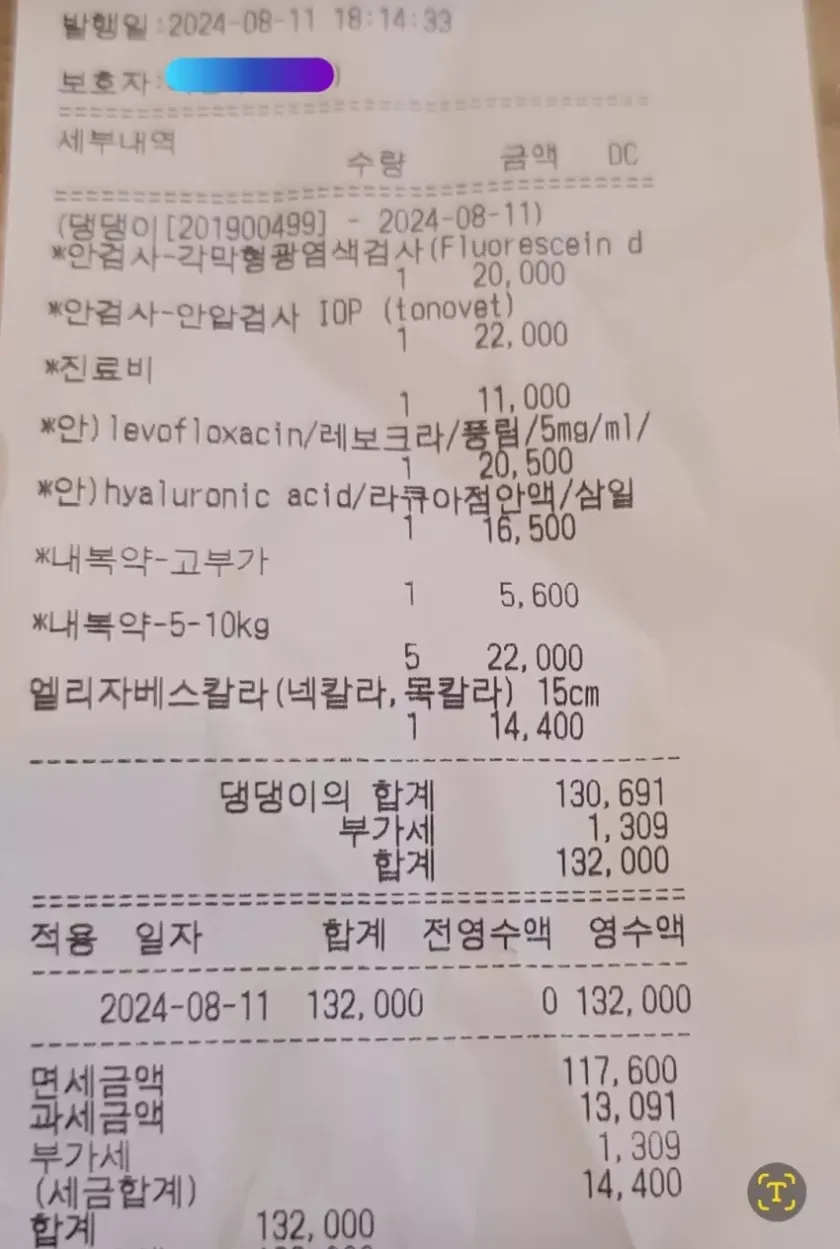 발행일:2024-08-11 18:14:33
보호자:
세부내역
수량 금액 DC
(댕댕이[201900499] - 2024-08-11)
*안검사-각막형광염색검사(Fluorescein d
1 20,000
*안검사-안압검사 IOP (tonovet)
1 22,000
*진료비
1 11,000
*안)levofloxacin/레보크라/풍림/5mg/ml/
1 20,500
*안)hyaluronic acid/라큐아점안액/삼일
1 16,500
*내복약-고부가
1 5,600
*내복약-5-10kg
5 22,000
엘리자베스칼라(넥칼라,목칼라) 15cm
1 14,400
댕댕이의 합계 130,691
부가세 1,309
합계 132,000
적용 일자 합계 전영수액 영수액
2024-08-11 132,000 0 132,000
면세금액 117,600
과세금액 13,091
부가세 1,309
(세금합계) 14,400
합계 132,000